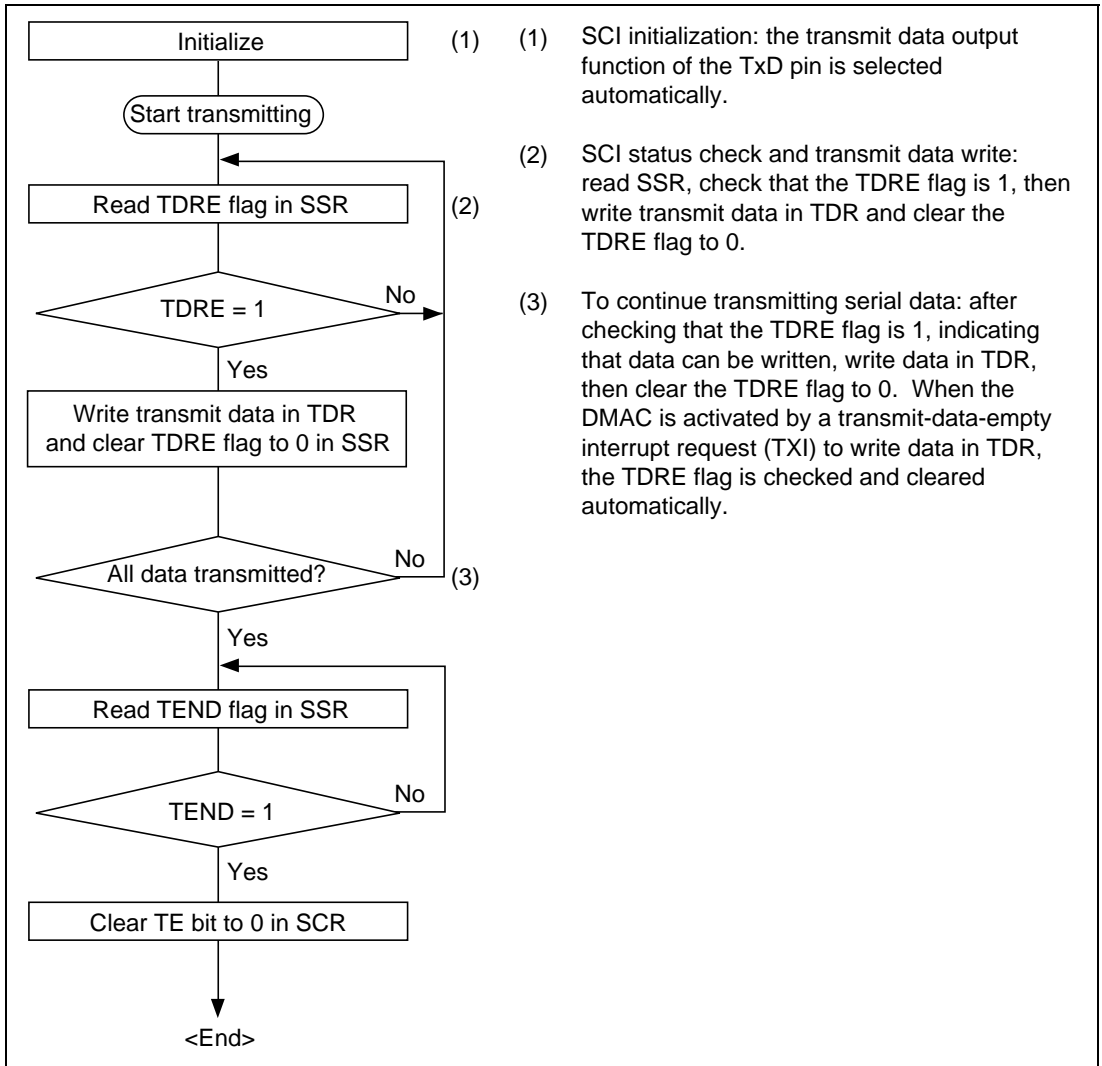 Initialize
(1)
Start transmitting
Read TDRE flag in SSR
(2)
TDRE = 1
No
Yes
Write transmit data in TDR
and clear TDRE flag to 0 in SSR
All data transmitted?
No
(3)
Yes
Read TEND flag in SSR
TEND = 1
No
Yes
Clear TE bit to 0 in SCR
<End>
(1) SCI initialization: the transmit data output
function of the TxD pin is selected
automatically.
(2) SCI status check and transmit data write:
read SSR, check that the TDRE flag is 1, then
write transmit data in TDR and clear the
TDRE flag to 0.
(3) To continue transmitting serial data: after
checking that the TDRE flag is 1, indicating
that data can be written, write data in TDR,
then clear the TDRE flag to 0.  When the
DMAC is activated by a transmit-data-empty
interrupt request (TXI) to write data in TDR,
the TDRE flag is checked and cleared
automatically.